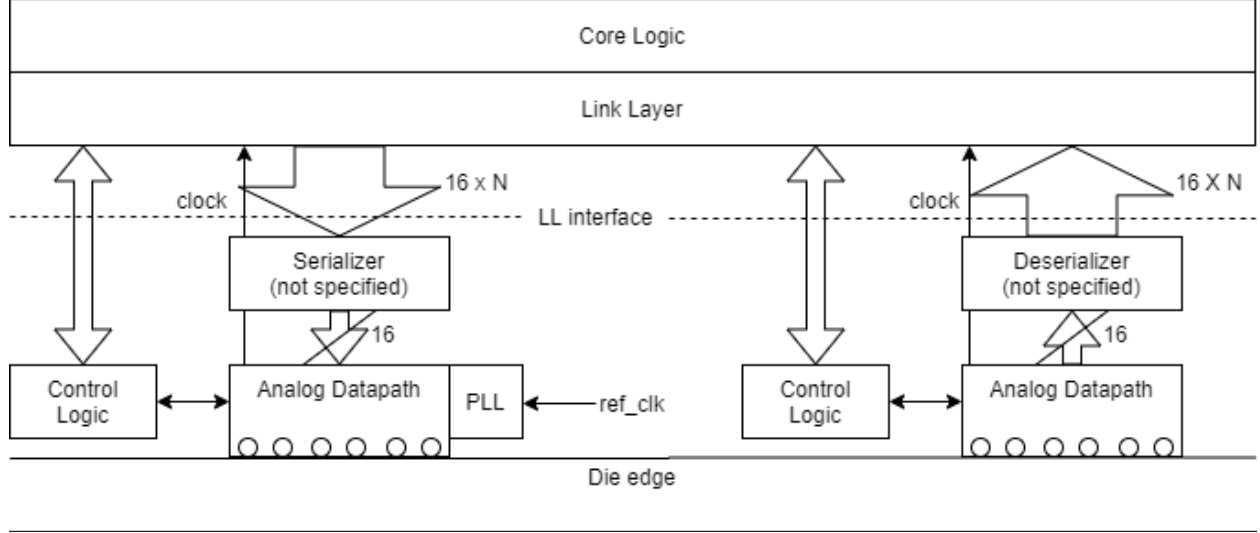 Core Logic
Link Layer
16 x N
clock
LL interface
clock
16 X N
Serializer
(not specified)
Deserializer
(not specified)
16
16
Control
Logic
Analog Datapath
PLL
ref_clk
Control
Logic
Analog Datapath
Die edge